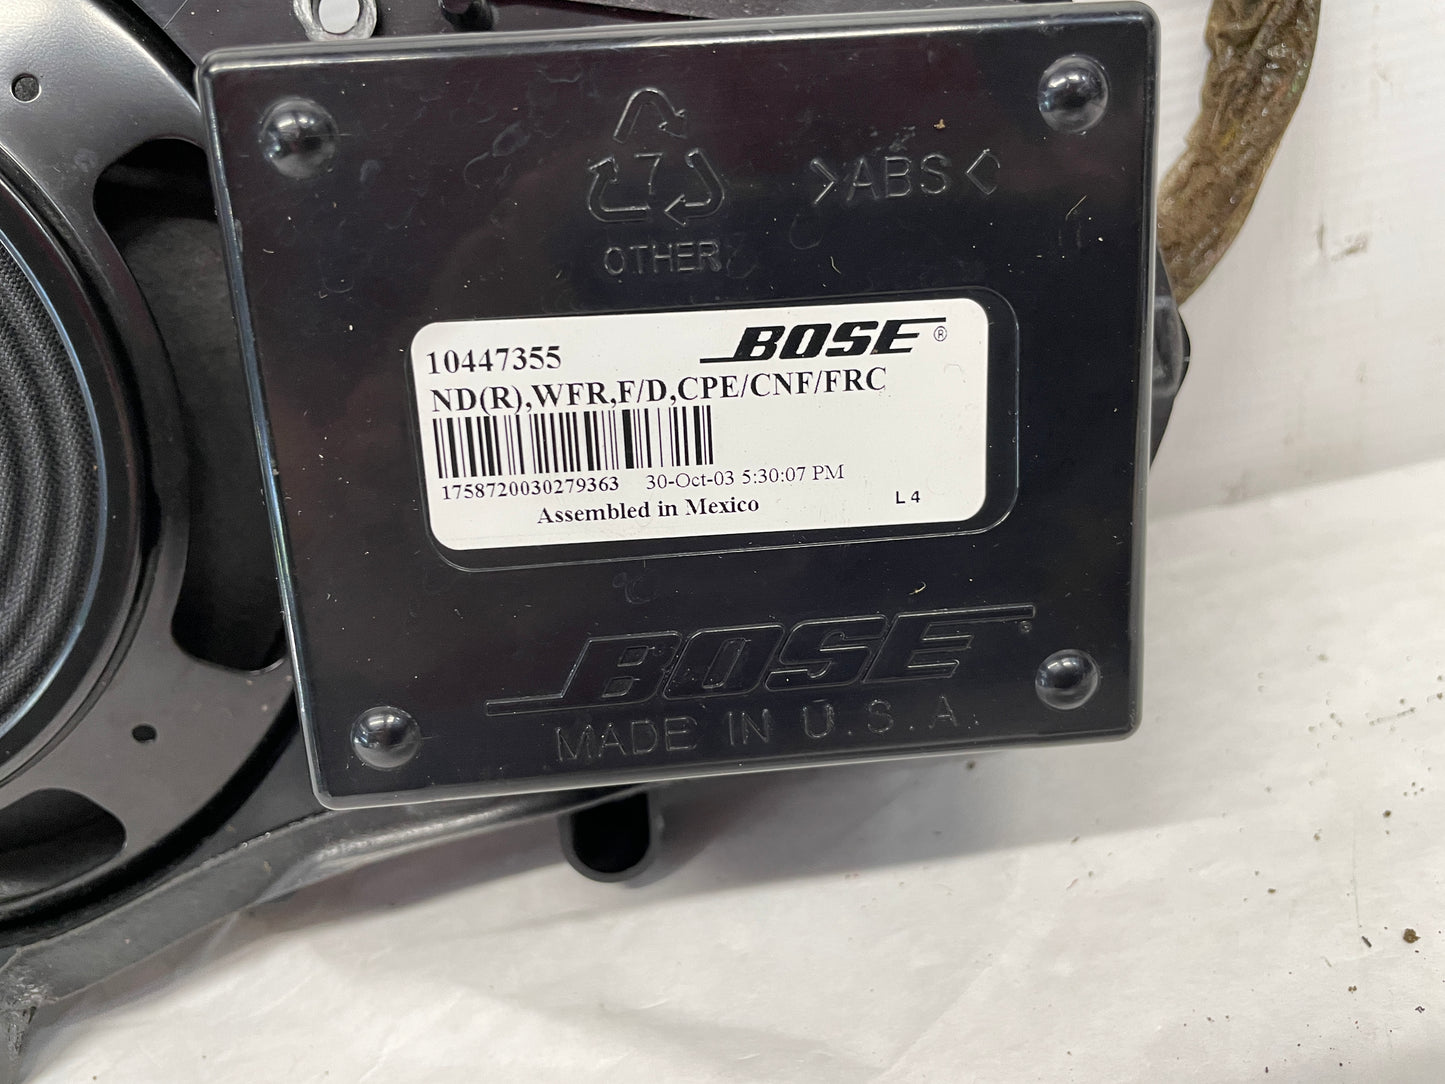 7
>ABS<
OTHER
BOSE®
10447355
ND(R),WFR,F/D,CPE/CNF/FRC
1758720030279363 30-Oct-03 5:30:07 PM
Assembled in Mexico L 4
BOSE
MADE IN U.S.A.